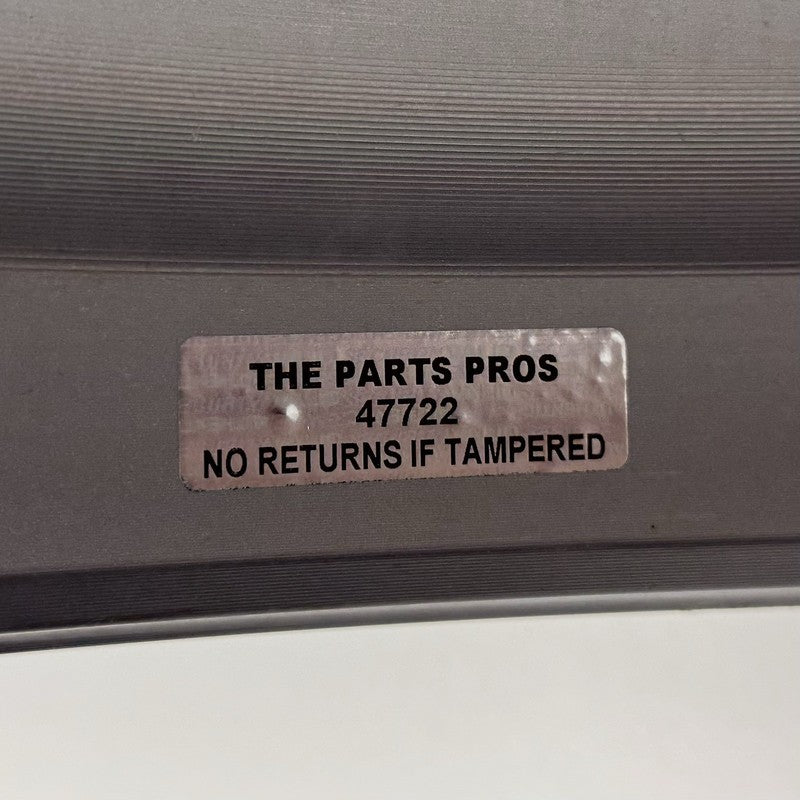 THE PARTS PROS
47722
NO RETURNS IF TAMPERED